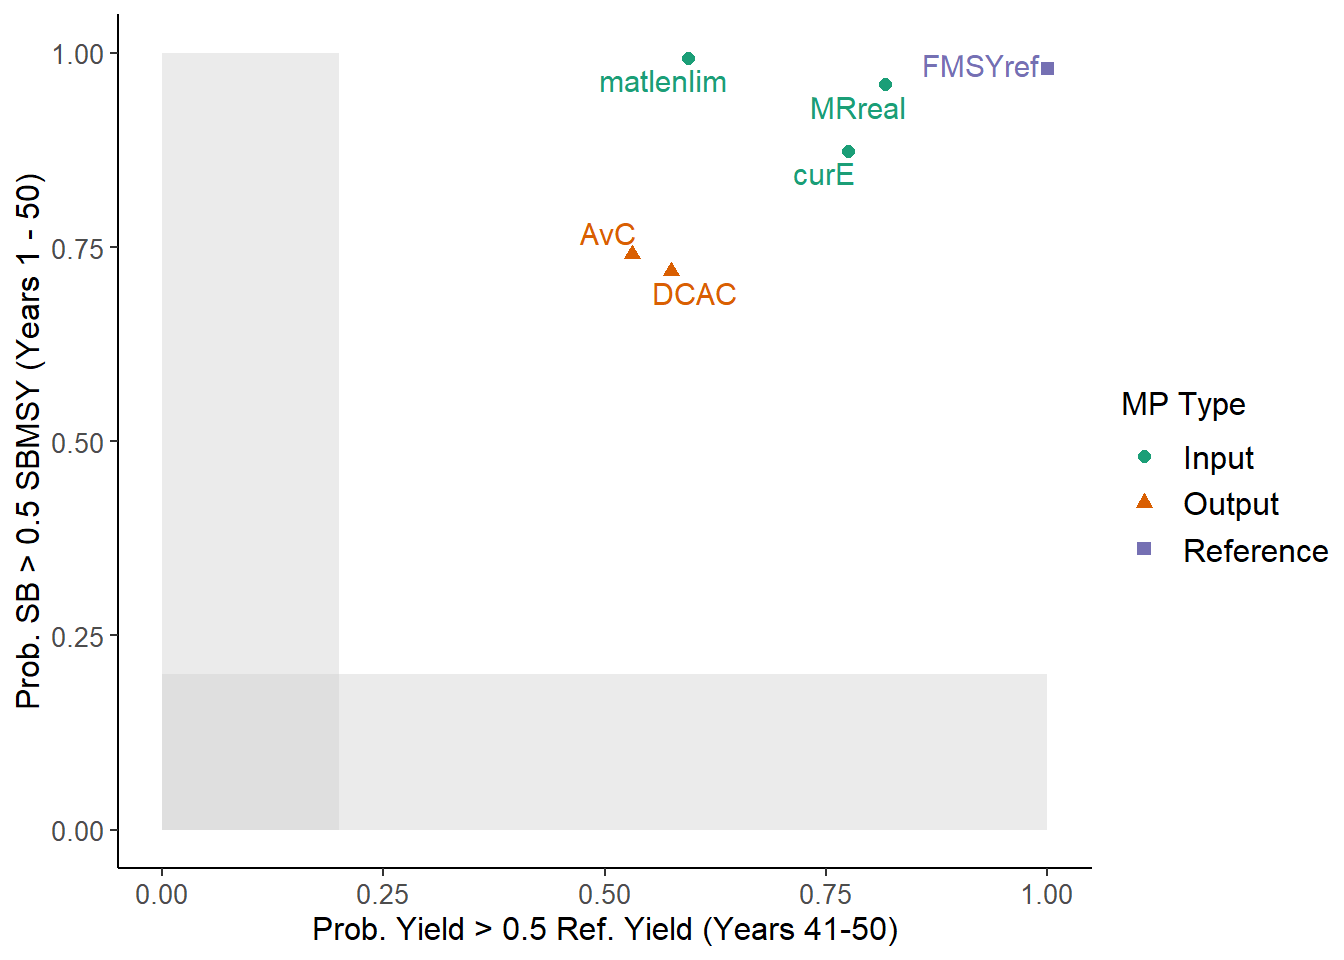 1.00
0.75
0.50
0.25
0.00
Prob. SB > 0.5 SBMSY (Years 1 - 50)
matlenlim
FMSYref
MRreal
curE
AvC
DCAC
0.00 0.25 0.50 0.75 1.00
Prob. Yield > 0.5 Ref. Yield (Years 41-50)
MP Type
Input
Output
Reference